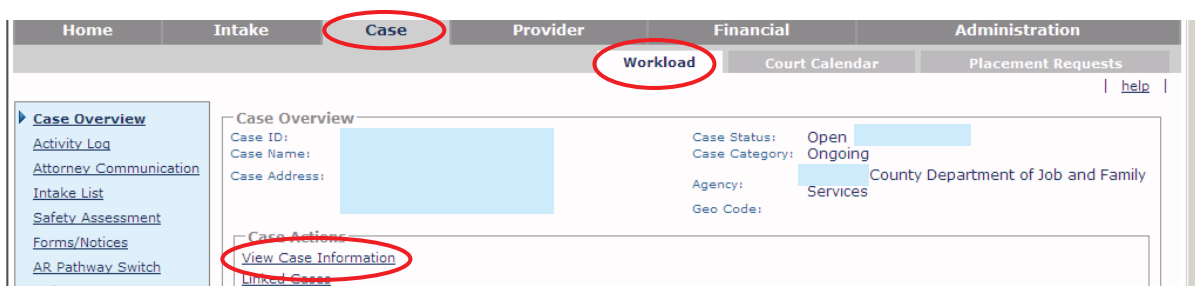 Home Intake Case Provider Financial Administration
Workload Court Calendar Placement Requests
| help |
Case Overview
Activity Log
Attorney Communication
Intake List
Safety Assessment
Forms/Notices
AR Pathway Switch
Case Overview
Case ID:
Case Name:
Case Address:
Case Status: Open
Case Category: Ongoing
Agency: County Department of Job and Family
Services
Geo Code:
Case Actions
View Case Information
Linked Cases